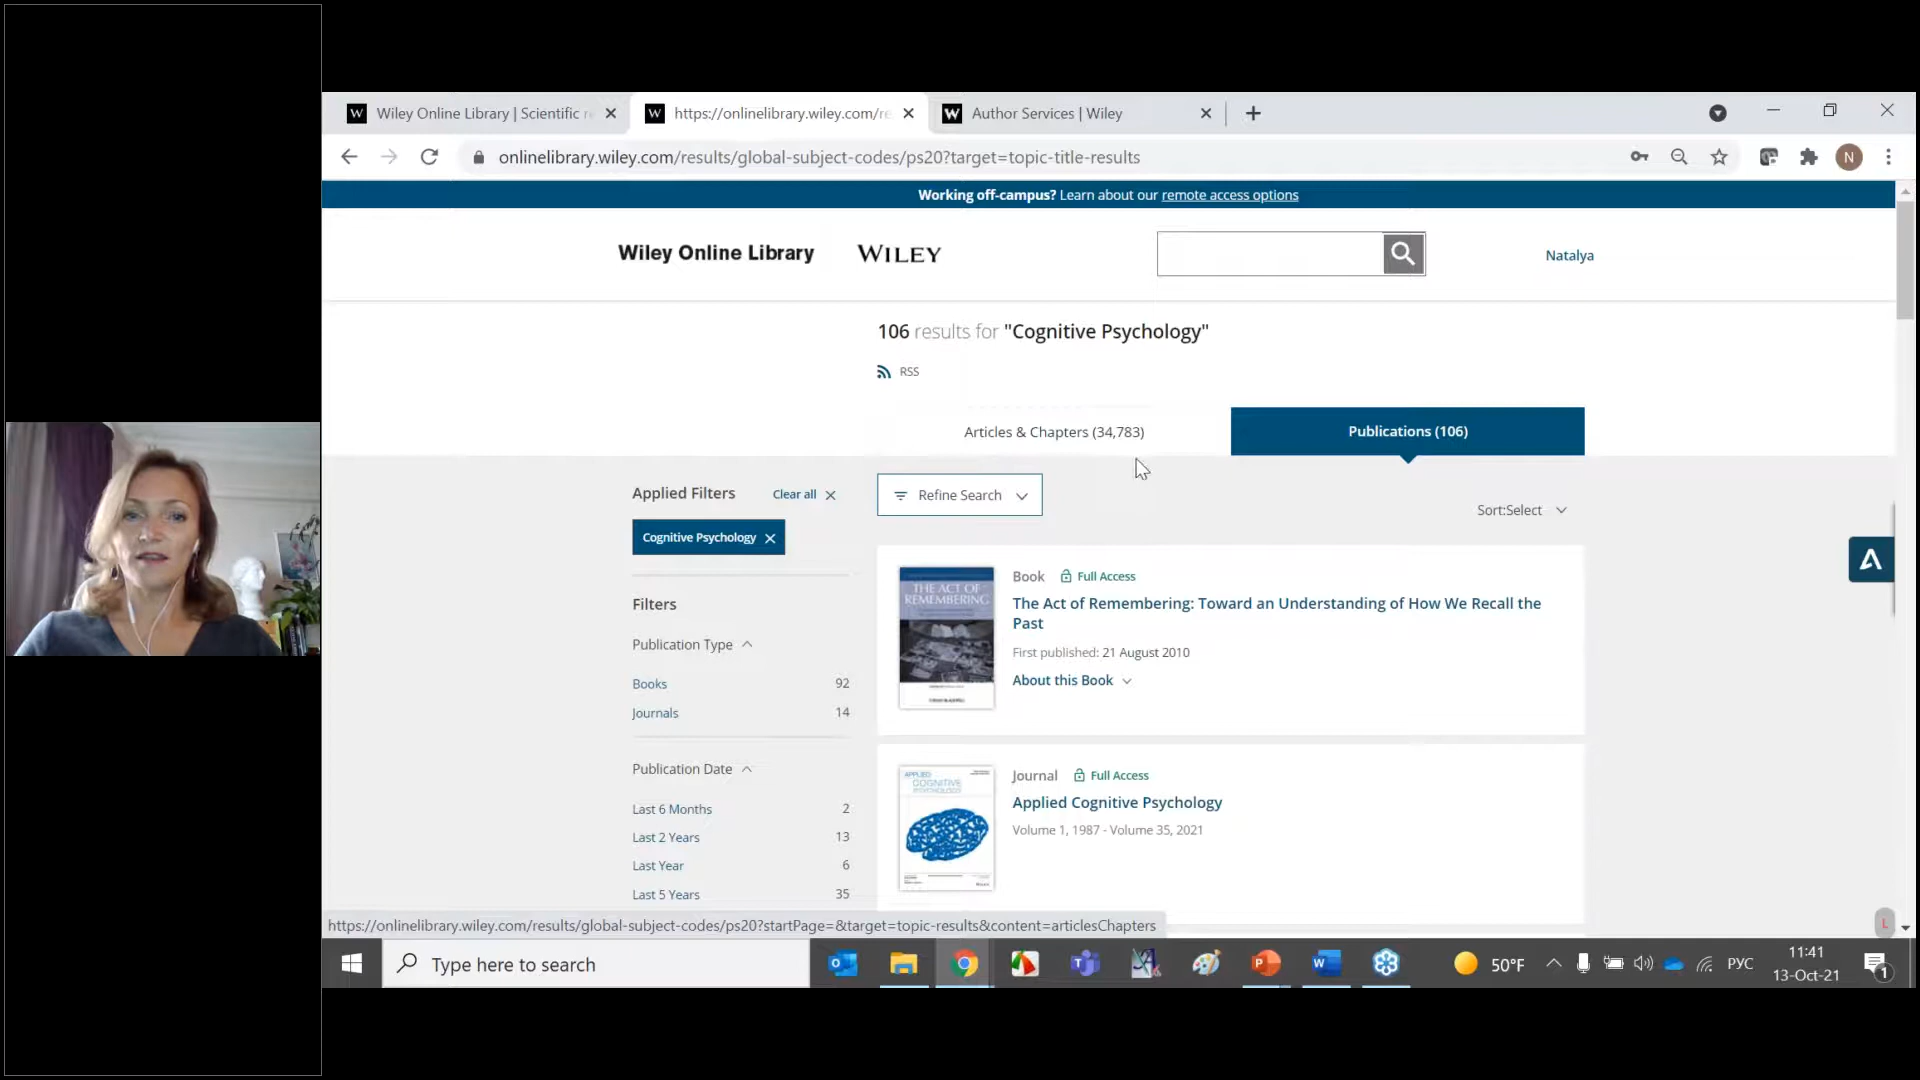 Wiley Online Library | Scientific re
https://onlinelibrary.wiley.com/re
Author Services | Wiley
onlinelibrary.wiley.com/results/global-subject-codes/ps20?target=topic-title-results
N
Working off-campus? Learn about our remote access options
Wiley Online Library
WILEY
Natalya
106 results for "Cognitive Psychology"
RSS
Articles & Chapters (34,783)
Publications (106)
Applied Filters
Clear all
Refine Search
Sort:Select
Cognitive Psychology
Filters
Publication Type
Books 92
Journals 14
Publication Date
Last 6 Months 2
Last 2 Years 13
Last Year 6
Last 5 Years 35
THE ACT OF
REMEMBERING
Book Full Access
The Act of Remembering: Toward an Understanding of How We Recall the
Past
First published: 21 August 2010
About this Book
APPLIED
COGNITIVE
PSYCHOLOGY
Journal Full Access
Applied Cognitive Psychology
Volume 1, 1987 - Volume 35, 2021
https://onlinelibrary.wiley.com/results/global-subject-codes/ps20?startPage=&target=topic-results&content=articlesChapters
L
Type here to search
50°F
РУС
11:41
13-Oct-21
1